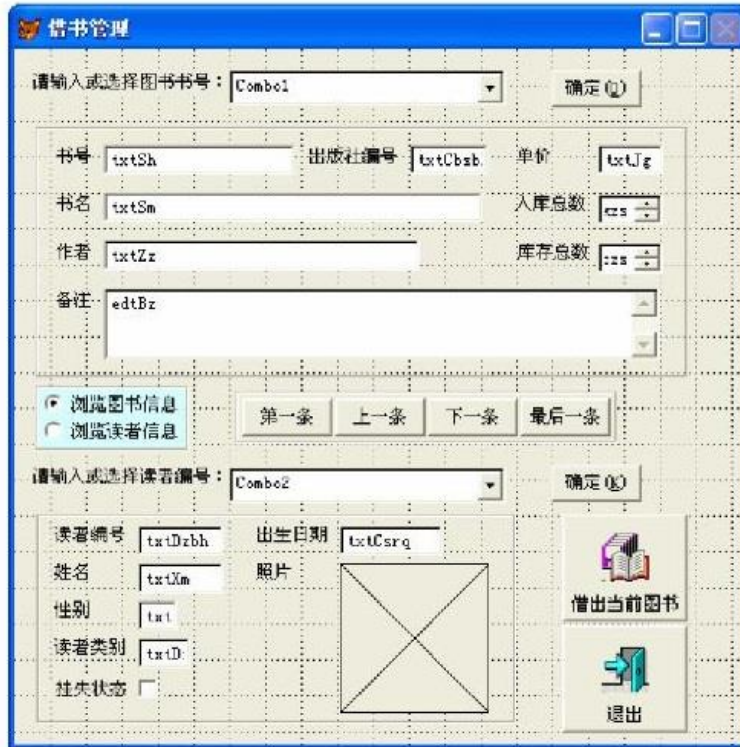 借书管理
请输入或选择图书书号： Combo1 确定(Q)
书号 txtSh 出版社编号 txtCbsb 单价 txtJg
书名 txtSm 入库总数 czs
作者 txtZz 库存总数 czs
备注 edtBz
浏览图书信息
浏览读者信息
第一条 上一条 下一条 最后一条
请输入或选择读者编号： Combo2 确定(K)
读者编号 txtDzbh 出生日期 txtCsrq
姓名 txtXm 照片
性别 txt
读者类别 txtD
挂失状态
借出当前图书
退出